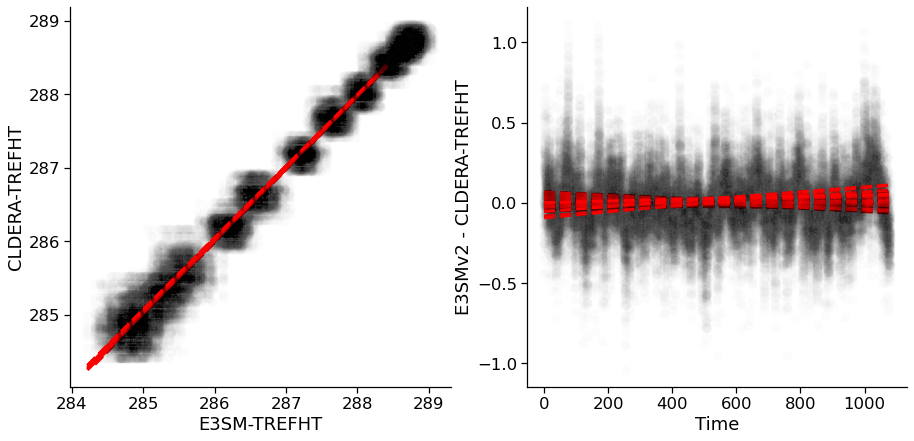 289
288
287
286
285
CLDERA-TREFHT
284 285 286 287 288 289
E3SM-TREFHT
1.0
0.5
0.0
−0.5
−1.0
E3SMv2 - CLDERA-TREFHT
0 200 400 600 800 1000
Time